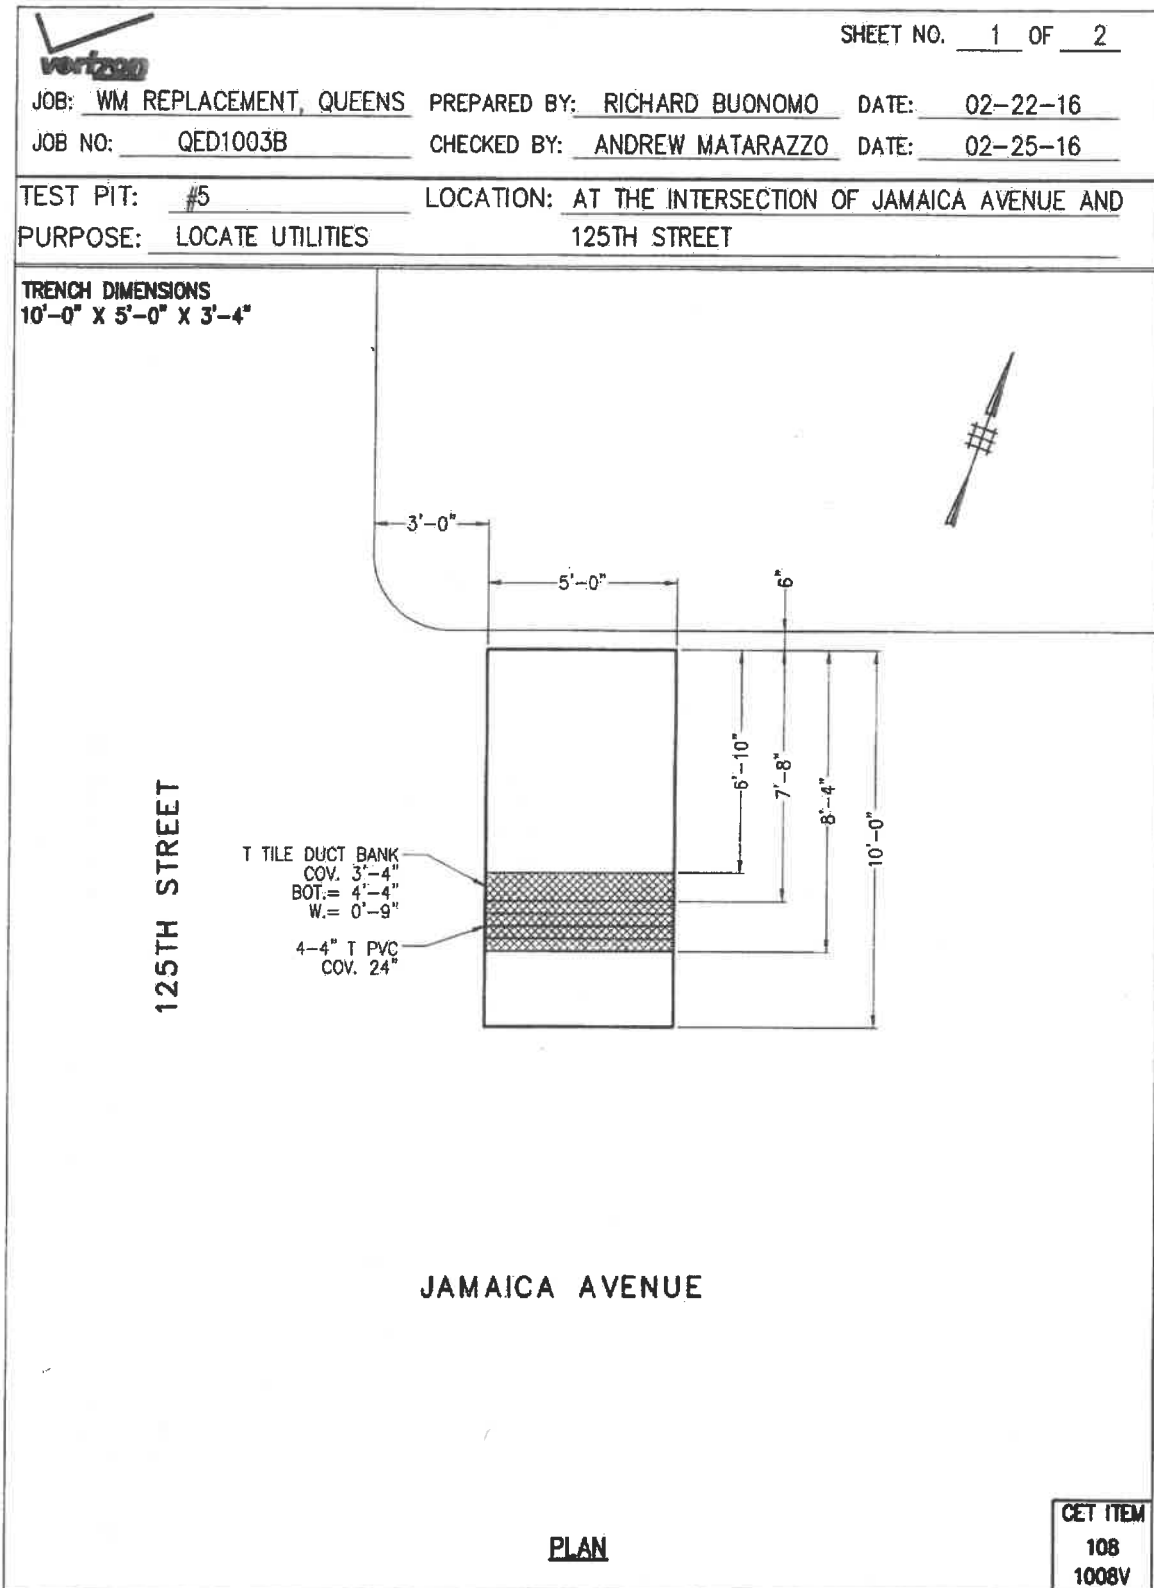 SHEET NO. 1 OF 2
verizon
JOB: WM REPLACEMENT, QUEENS PREPARED BY: RICHARD BUONOMO DATE: 02-22-16
JOB NO: QED1003B CHECKED BY: ANDREW MATARAZZO DATE: 02-25-16
TEST PIT: #5 LOCATION: AT THE INTERSECTION OF JAMAICA AVENUE AND
PURPOSE: LOCATE UTILITIES 125TH STREET
TRENCH DIMENSIONS
10'-0" X 5'-0" X 3'-4"
3'-0"
5'-0"
6"
6'-10"
7'-8"
8'-4"
10'-0"
125TH STREET
T TILE DUCT BANK
COV. 3'-4"
BOT.= 4'-4"
W.= 0'-9"
4-4" T PVC
COV. 24"
JAMAICA AVENUE
PLAN
CET ITEM
108
1008V